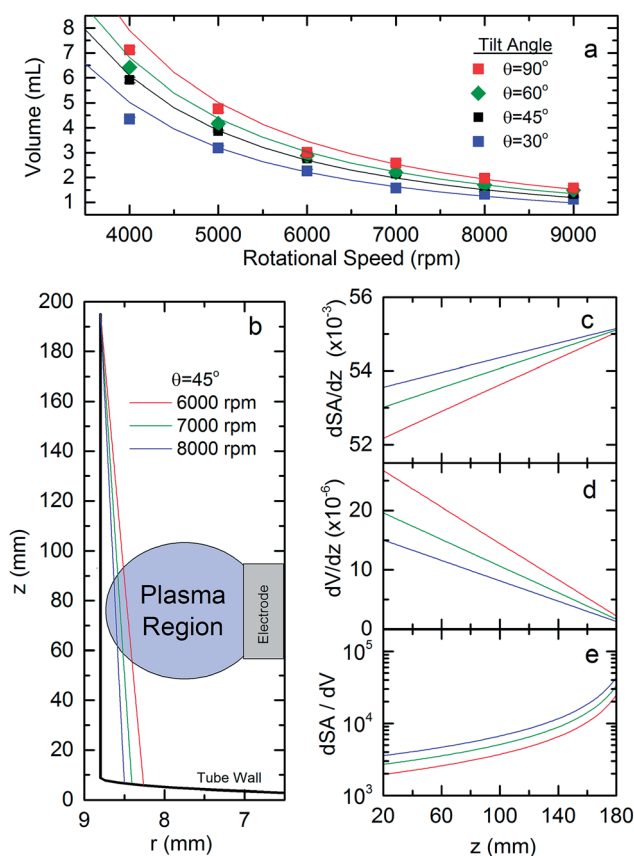 8
7
6
5
4
3
2
1
Volume (mL)
a
Tilt Angle
θ=90°
θ=60°
θ=45°
θ=30°
4000 5000 6000 7000 8000 9000
Rotational Speed (rpm)
200
180
160
140
120
100
80
60
40
20
0
z (mm)
b
θ=45°
6000 rpm
7000 rpm
8000 rpm
Plasma
Region
Electrode
Tube Wall
9 8 7
r (mm)
56
54
52
dSA/dz (x10⁻³)
c
20
10
0
dV/dz (x10⁻⁶)
d
10⁵
10⁴
10³
dSA / dV
e
20 60 100 140 180
z (mm)